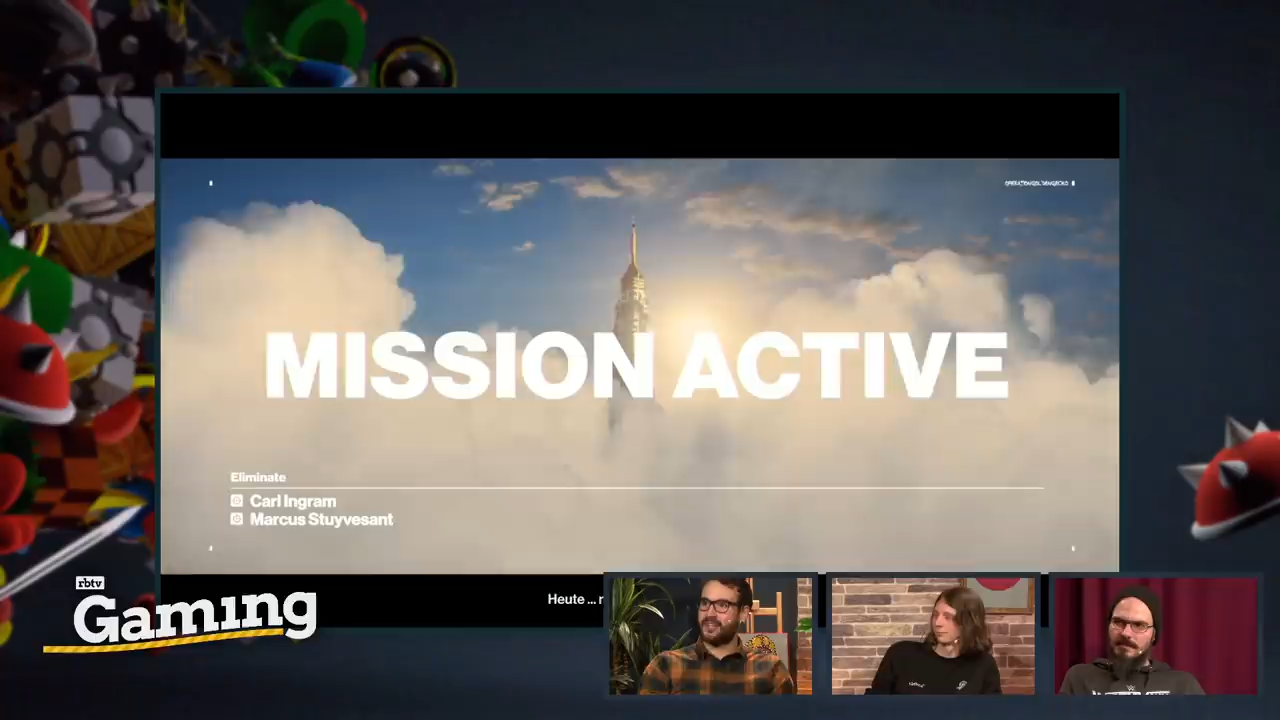 MISSION ACTIVE
Eliminate
Carl Ingram
Marcus Stuyvesant
Heute ...
rbtv
Gaming